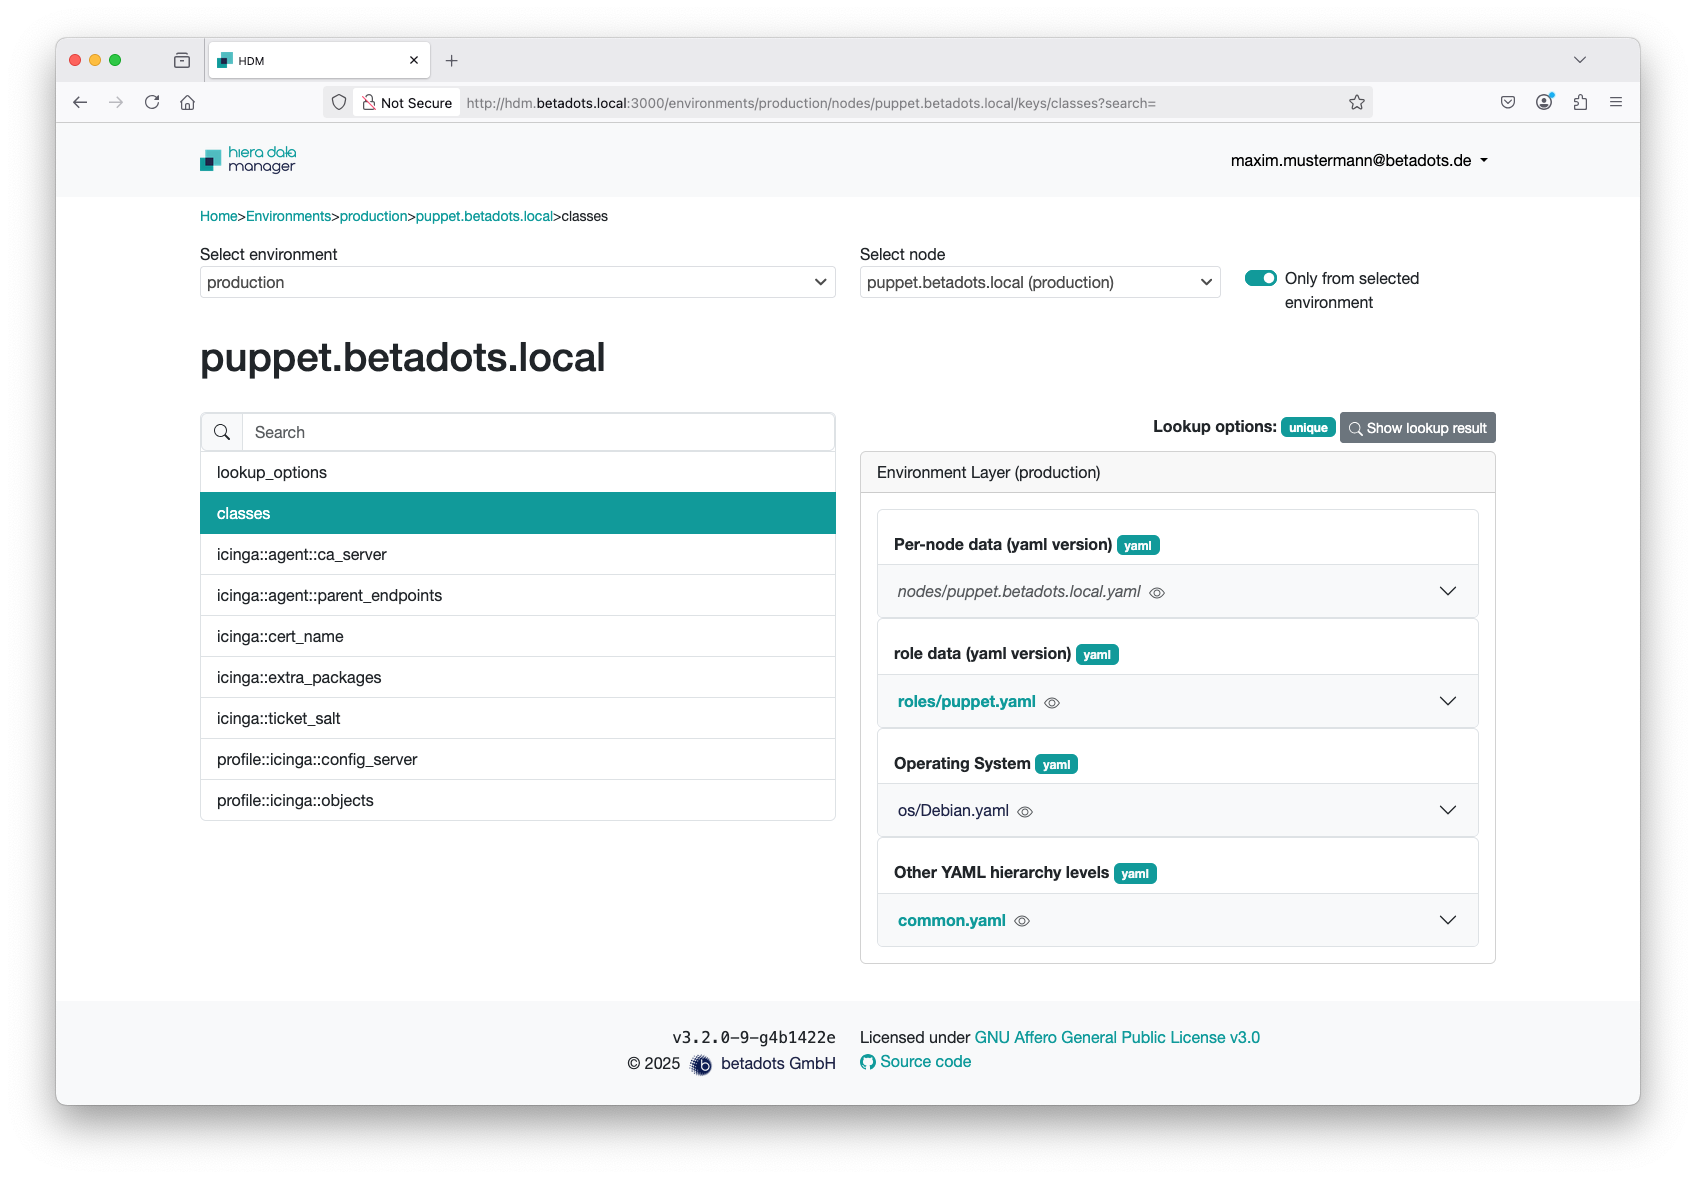 HDM
Not Secure http://hdm.betadots.local:3000/environments/production/nodes/puppet.betadots.local/keys/classes?search=
hiera data
manager
maxim.mustermann@betadots.de
Home>Environments>production>puppet.betadots.local>classes
Select environment
production
Select node
puppet.betadots.local (production)
Only from selected
environment
puppet.betadots.local
Search
lookup_options
classes
icinga::agent::ca_server
icinga::agent::parent_endpoints
icinga::cert_name
icinga::extra_packages
icinga::ticket_salt
profile::icinga::config_server
profile::icinga::objects
Lookup options: unique Show lookup result
Environment Layer (production)
Per-node data (yaml version) yaml
nodes/puppet.betadots.local.yaml
role data (yaml version) yaml
roles/puppet.yaml
Operating System yaml
os/Debian.yaml
Other YAML hierarchy levels yaml
common.yaml
v3.2.0-9-g4b1422e
© 2025 b betadots GmbH
Licensed under GNU Affero General Public License v3.0
Source code